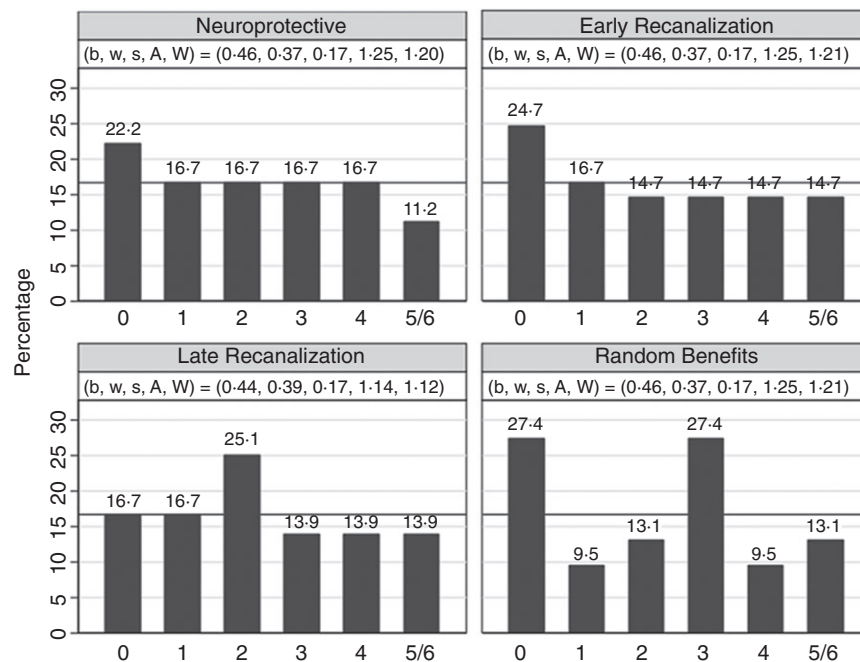 Neuroprotective
(b, w, s, A, W) = (0·46, 0·37, 0·17, 1·25, 1·20)
30
25
20
15
10
5
0
22·2
16·7
16·7
16·7
16·7
11·2
0 1 2 3 4 5/6
Early Recanalization
(b, w, s, A, W) = (0·46, 0·37, 0·17, 1·25, 1·21)
24·7
16·7
14·7
14·7
14·7
14·7
0 1 2 3 4 5/6
Percentage
Late Recanalization
(b, w, s, A, W) = (0·44, 0·39, 0·17, 1·14, 1·12)
30
25
20
15
10
5
0
16·7
16·7
25·1
13·9
13·9
13·9
0 1 2 3 4 5/6
Random Benefits
(b, w, s, A, W) = (0·46, 0·37, 0·17, 1·25, 1·21)
27·4
9·5
13·1
27·4
9·5
13·1
0 1 2 3 4 5/6